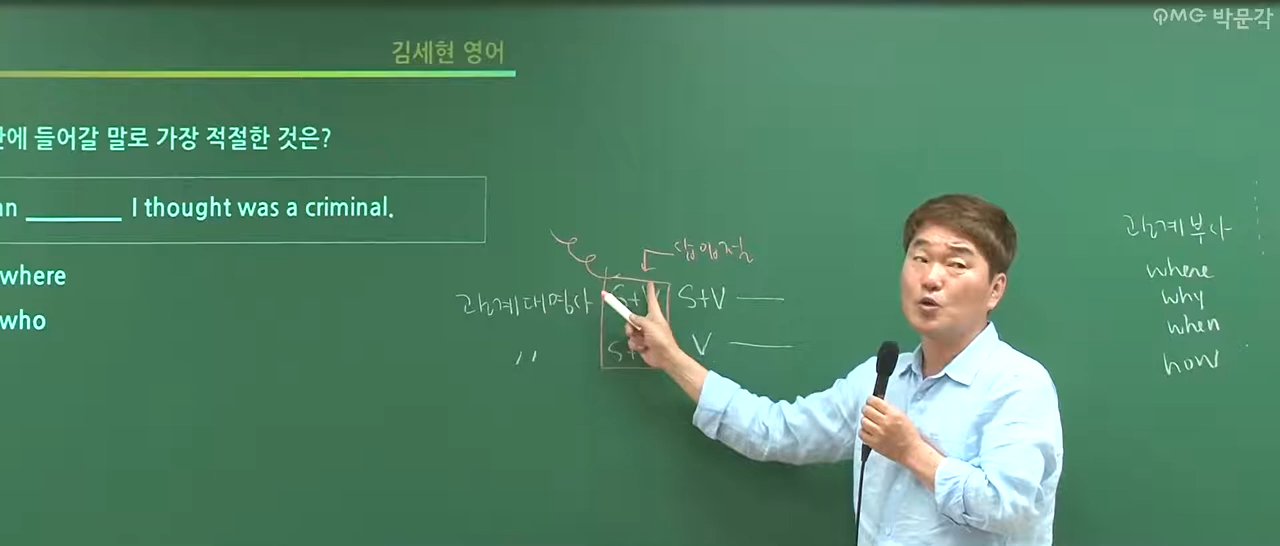 PMG 박문각
김세현 영어
간에 들어갈 말로 가장 적절한 것은?
an ________ I thought was a criminal.
where
who
삽입절
관계대명사 S+V S+V ――
〃 S+ V ――
관계부사
where
why
when
how